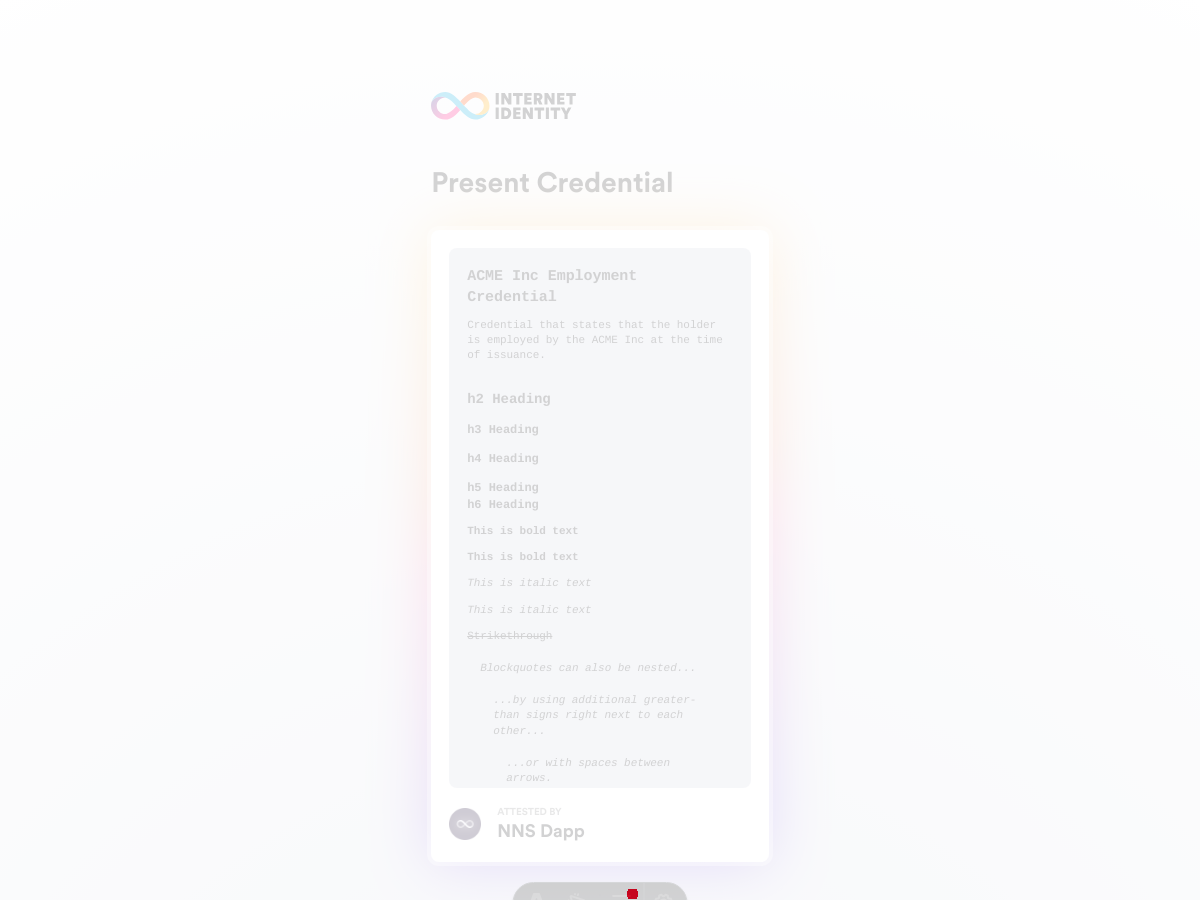 INTERNET
IDENTITY
Present Credential
ACME Inc Employment
Credential
Credential that states that the holder
is employed by the ACME Inc at the time
of issuance.
h2 Heading
h3 Heading
h4 Heading
h5 Heading
h6 Heading
This is bold text
This is bold text
This is italic text
This is italic text
Strikethrough
Blockquotes can also be nested...
...by using additional greater-
than signs right next to each
other...
...or with spaces between
arrows.
ATTESTED BY
NNS Dapp